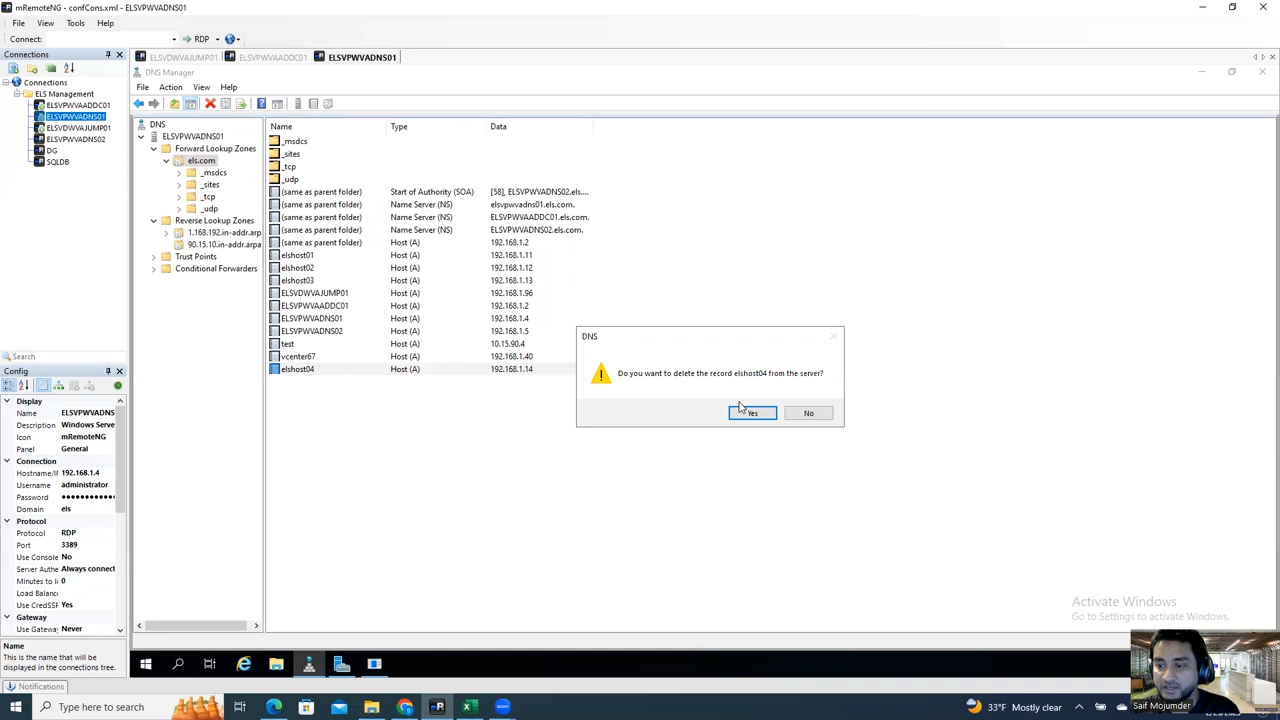 mRemoteNG - confCons.xml - ELSVPWVADNS01
File View Tools Help
Connect: RDP
Connections
Connections
ELS Management
ELSVPWVAADDC01
ELSVPWVADNS01
ELSVDWVAJUMP01
ELSVPWVADNS02
DG
SQLDB
Search
Config
Display
Name ELSVPWVADNS
Description Windows Serve
Icon mRemoteNG
Panel General
Connection
Hostname/I 192.168.1.4
Username administrator
Password ●●●●●●●●●●
Domain els
Protocol
Protocol RDP
Port 3389
Use Console No
Server Authe Always connect
Minutes to I 0
Load Balanc
Use CredSSP Yes
Gateway
Use Gateway Never
Name
This is the name that will be
displayed in the connections tree.
Notifications
ELSVDWVAJUMP01 ELSVPWVAADDC01 ELSVPWVADNS01
DNS Manager
File Action View Help
DNS
ELSVPWVADNS01
Forward Lookup Zones
els.com
_msdcs
_sites
_tcp
_udp
Reverse Lookup Zones
1.168.192.in-addr.arp
90.15.10.in-addr.arpa
Trust Points
Conditional Forwarders
Name Type Data
_msdcs
_sites
_tcp
_udp
(same as parent folder) Start of Authority (SOA) [58], ELSVPWVADNS02.els....
(same as parent folder) Name Server (NS) elsvpwvadns01.els.com.
(same as parent folder) Name Server (NS) ELSVPWVAADDC01.els.com.
(same as parent folder) Name Server (NS) ELSVPWVADNS02.els.com.
(same as parent folder) Host (A) 192.168.1.2
elshost01 Host (A) 192.168.1.11
elshost02 Host (A) 192.168.1.12
elshost03 Host (A) 192.168.1.13
ELSVDWVAJUMP01 Host (A) 192.168.1.96
ELSVPWVAADDC01 Host (A) 192.168.1.2
ELSVPWVADNS01 Host (A) 192.168.1.4
ELSVPWVADNS02 Host (A) 192.168.1.5
test Host (A) 10.15.90.4
vcenter67 Host (A) 192.168.1.40
elshost04 Host (A) 192.168.1.14
DNS
Do you want to delete the record elshost04 from the server?
Yes No
Activate Windows
Go to Settings to activate Windows.
Saif Mojumder
Type here to search
33°F Mostly clear